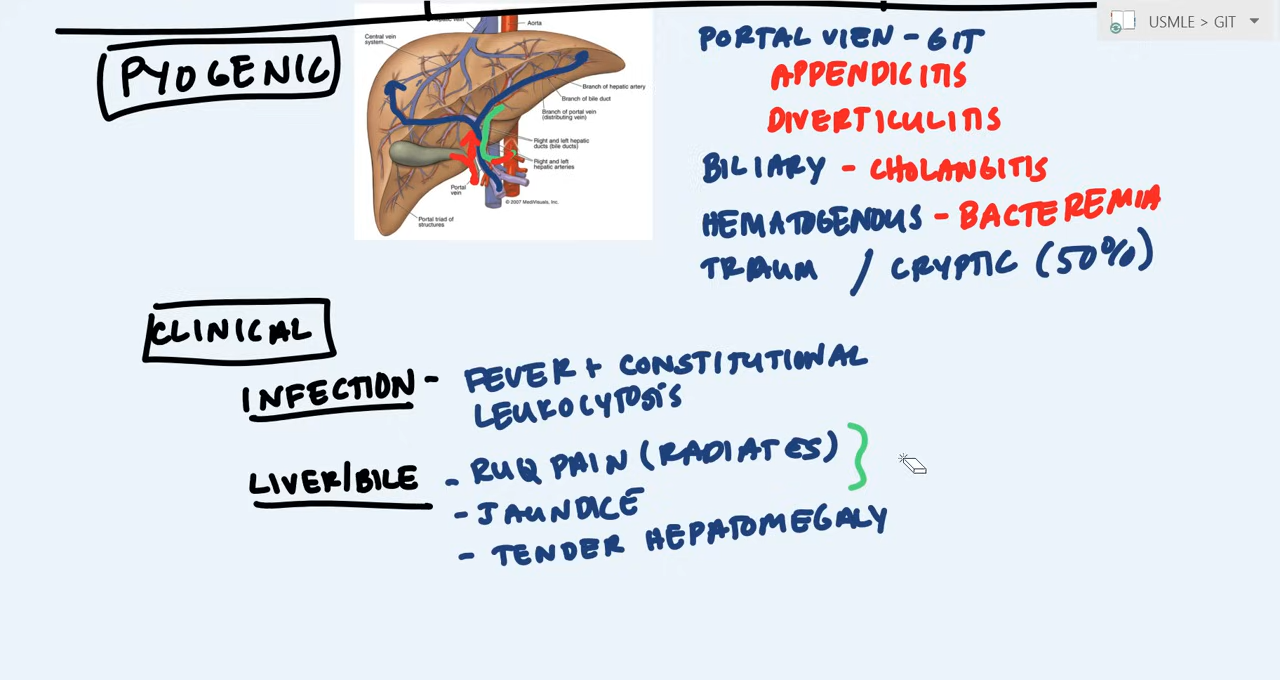 USMLE > GIT
PYOGENIC
Aorta
Central vein
system
Branch of hepatic artery
Branch of bile duct
Branch of portal vein
(distributing vein)
Right and left hepatic
ducts (bile ducts)
Right and left
hepatic arteries
Portal
vein
© 2007 MediVisuals, Inc.
Portal triad of
structures
PORTAL VIEN - GIT
APPENDICITIS
DIVERTICULITIS
BILIARY - CHOLANGITIS
HEMATOGENOUS - BACTEREMIA
TRAUM / CRYPTIC (50%)
CLINICAL
INFECTION - FEVER + CONSTITUTIONAL
LEUKOCYTOSIS
LIVER/BILE - RUQ PAIN (RADIATES)
- JAUNDICE
- TENDER HEPATOMEGALY